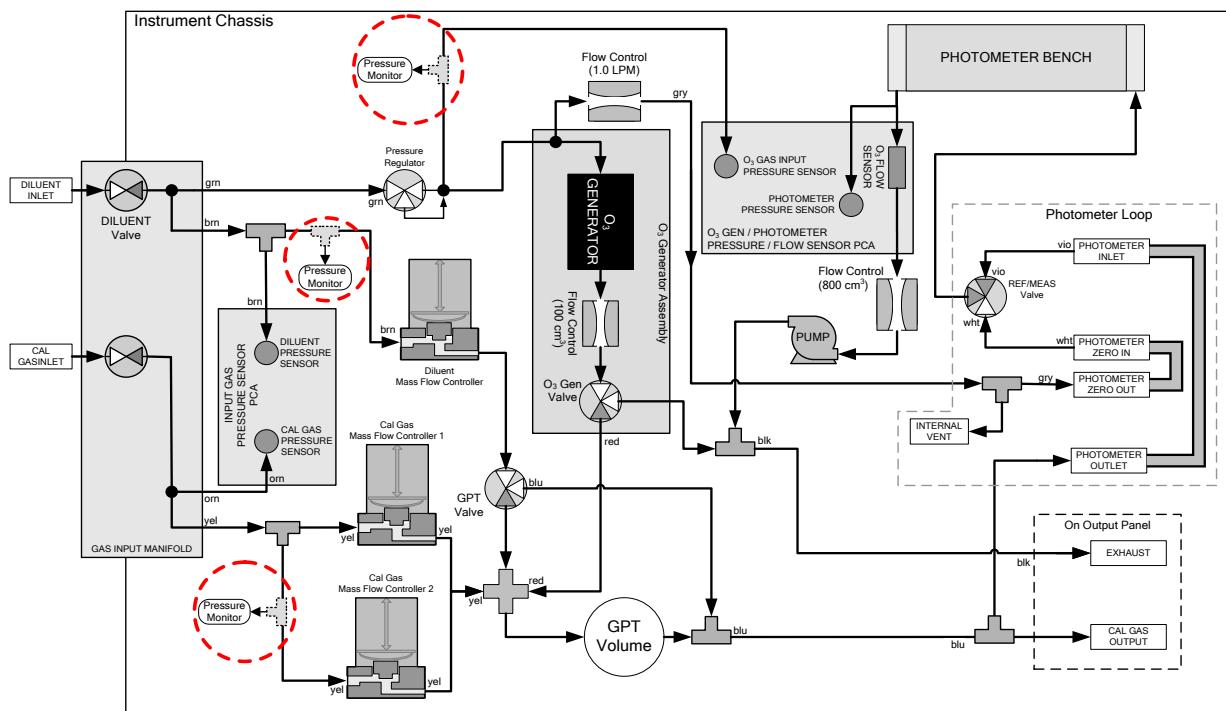 Instrument Chassis
Pressure
Monitor
Flow Control
(1.0 LPM)
gry
PHOTOMETER BENCH
Pressure
Regulator
grn
grn
DILUENT
INLET
DILUENT
Valve
brn
Pressure
Monitor
brn
brn
O₃
GENERATOR
O₃ Generator Assembly
Flow Control
(100 cm³)
O₃ GAS INPUT
PRESSURE SENSOR
O₃ FLOW
SENSOR
PHOTOMETER
PRESSURE SENSOR
O₃ GEN / PHOTOMETER
PRESSURE / FLOW SENSOR PCA
Flow Control
(800 cm³)
PUMP
Photometer Loop
vio
PHOTOMETER
INLET
vio
REF/MEAS
Valve
wht
wht
PHOTOMETER
ZERO IN
gry
PHOTOMETER
ZERO OUT
INTERNAL
VENT
PHOTOMETER
OUTLET
CAL
GASINLET
INPUT GAS
PRESSURE SENSOR
PCA
DILUENT
PRESSURE
SENSOR
CAL GAS
PRESSURE
SENSOR
orn
orn
yel
GAS INPUT MANIFOLD
Diluent
Mass Flow Controller
O₃ Gen
Valve
red
blk
Cal Gas
Mass Flow Controller 1
yel
yel
GPT
Valve
blu
Cal Gas
Mass Flow Controller 2
yel
yel
yel
red
Pressure
Monitor
GPT
Volume
blu
blu
blk
On Output Panel
EXHAUST
CAL GAS
OUTPUT